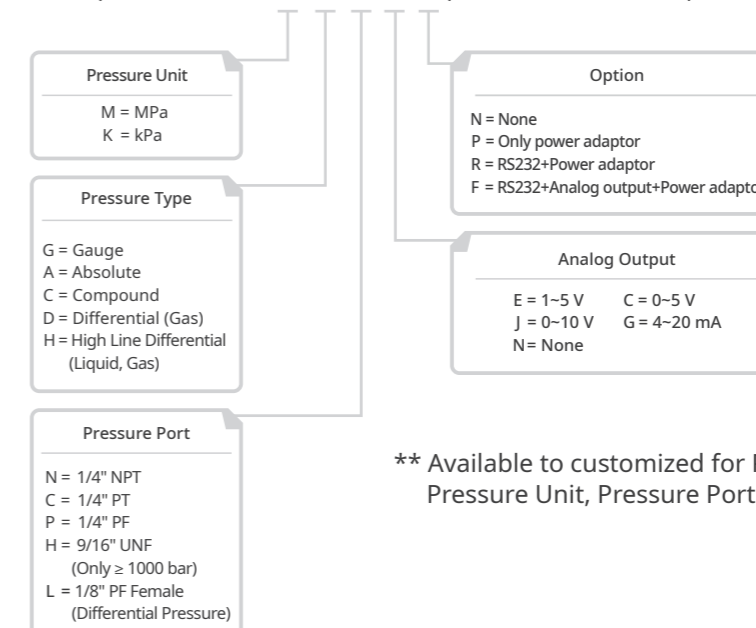 Pressure Unit
M = MPa
K = kPa
Pressure Type
G = Gauge
A = Absolute
C = Compound
D = Differential (Gas)
H = High Line Differential
(Liquid, Gas)
Pressure Port
N = 1/4" NPT
C = 1/4" PT
P = 1/4" PF
H = 9/16" UNF
(Only ≥ 1000 bar)
L = 1/8" PF Female
(Differential Pressure)
Option
N = None
P = Only power adaptor
R = RS232+Power adaptor
F = RS232+Analog output+Power adapto
Analog Output
E = 1~5 V C = 0~5 V
J = 0~10 V G = 4~20 mA
N = None
** Available to customized for
Pressure Unit, Pressure Port